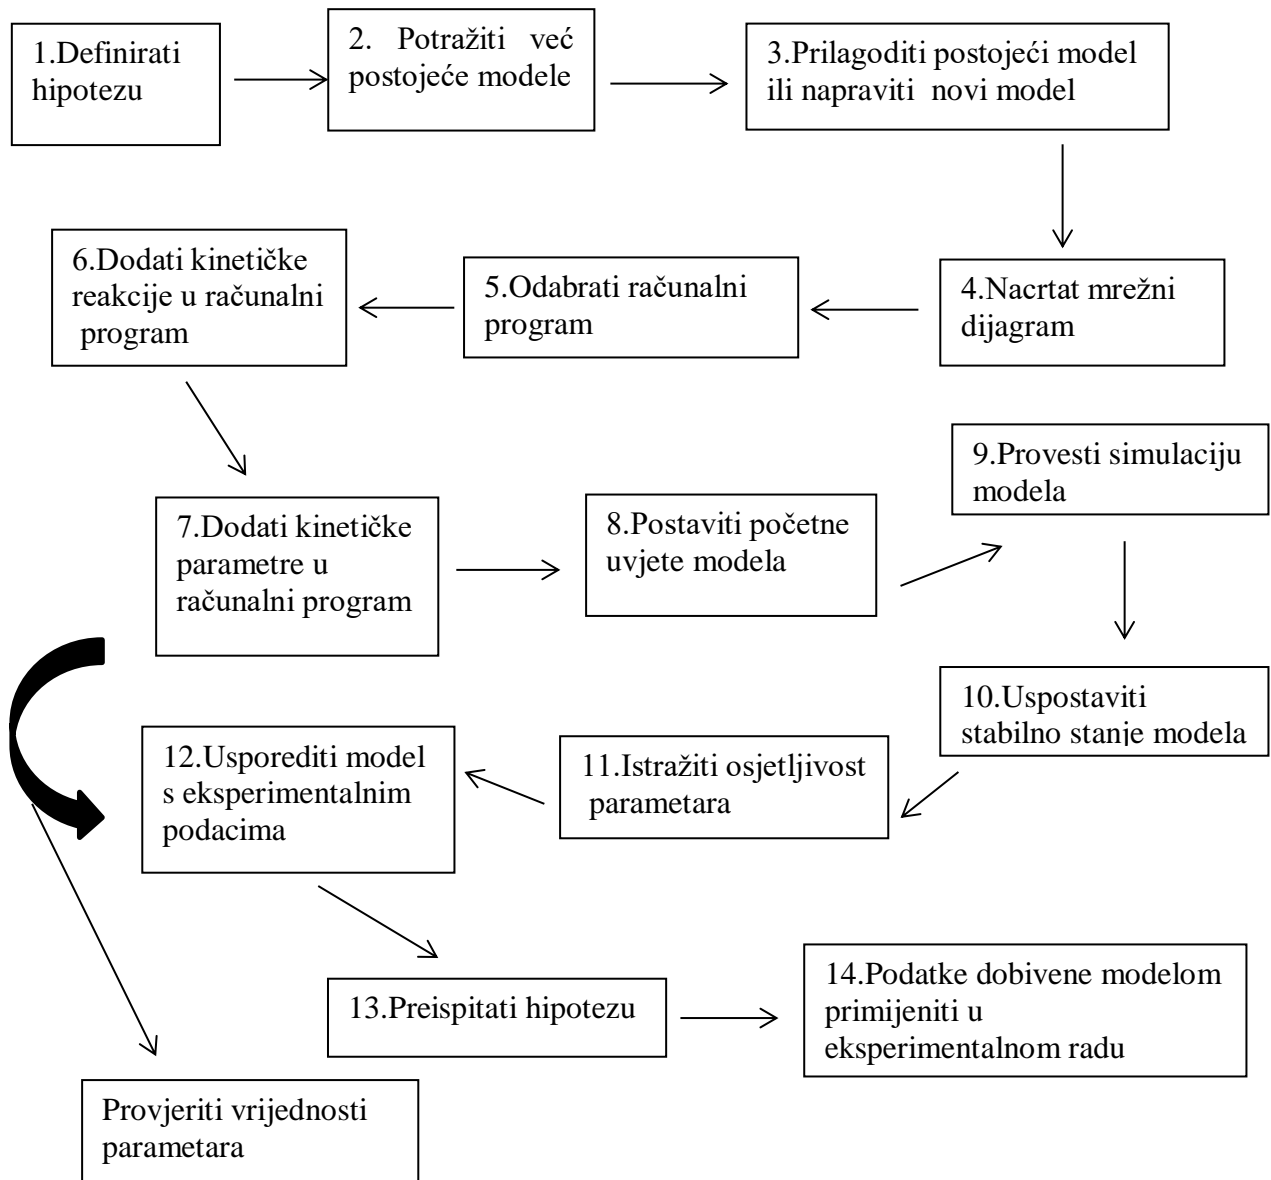 1.Definirati
hipotezu
2. Potražiti već
postojeće modele
3.Prilagoditi postojeći model
ili napraviti novi model
4.Nacrtat mrežni
dijagram
5.Odabrati računalni
program
6.Dodati kinetičke
reakcije u računalni
program
7.Dodati kinetičke
parametre u
računalni program
8.Postaviti početne
uvjete modela
9.Provesti simulaciju
modela
10.Uspostaviti
stabilno stanje modela
11.Istražiti osjetljivost
parametara
12.Usporediti model
s eksperimentalnim
podacima
13.Preispitati hipotezu
14.Podatke dobivene modelom
primijeniti u
eksperimentalnom radu
Provjeriti vrijednosti
parametara